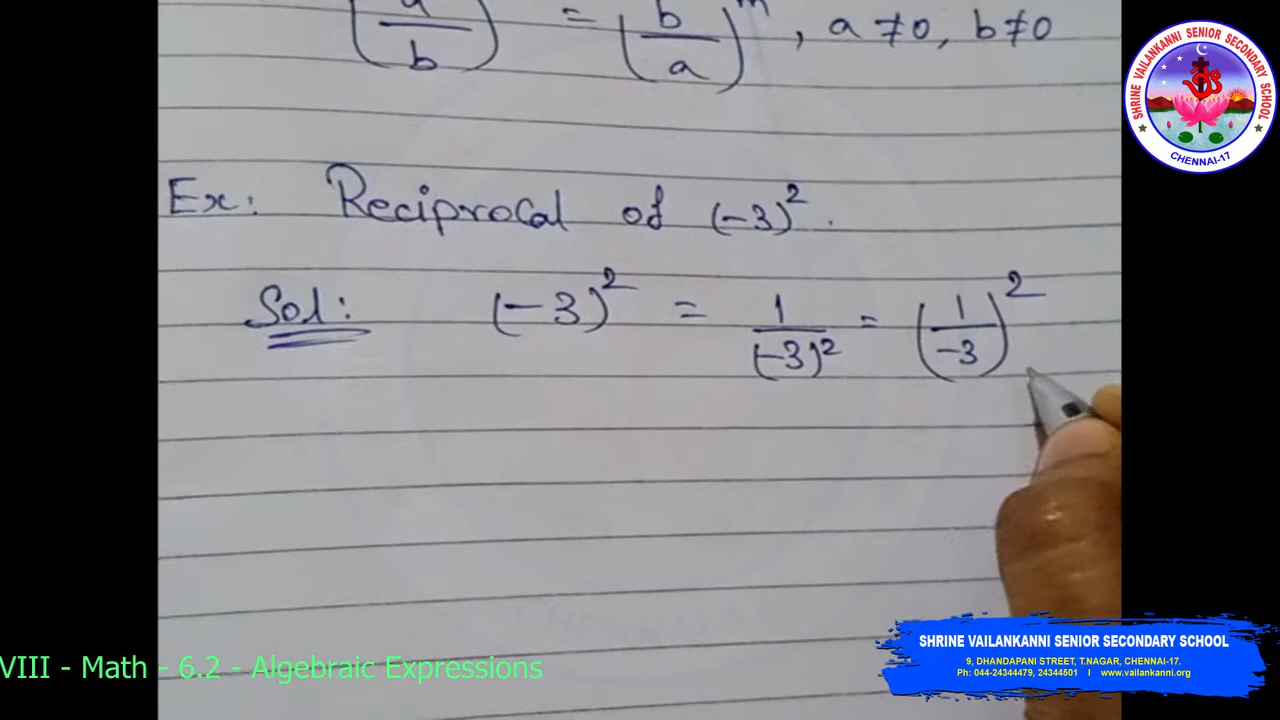 (a/b) = (b/a)^m , a ≠ 0, b ≠ 0
Ex: Reciprocal of (-3)^2.
Sol: (-3)^2 = 1/(-3)^2 = (1/-3)^2
SHRINE VAILANKANNI SENIOR SECONDARY SCHOOL
CHENNAI-17
VIII - Math - 6.2 - Algebraic Expressions
SHRINE VAILANKANNI SENIOR SECONDARY SCHOOL
9, DHANDAPANI STREET, T.NAGAR, CHENNAI-17.
Ph: 044-24344479, 24344501 I www.vailankanni.org